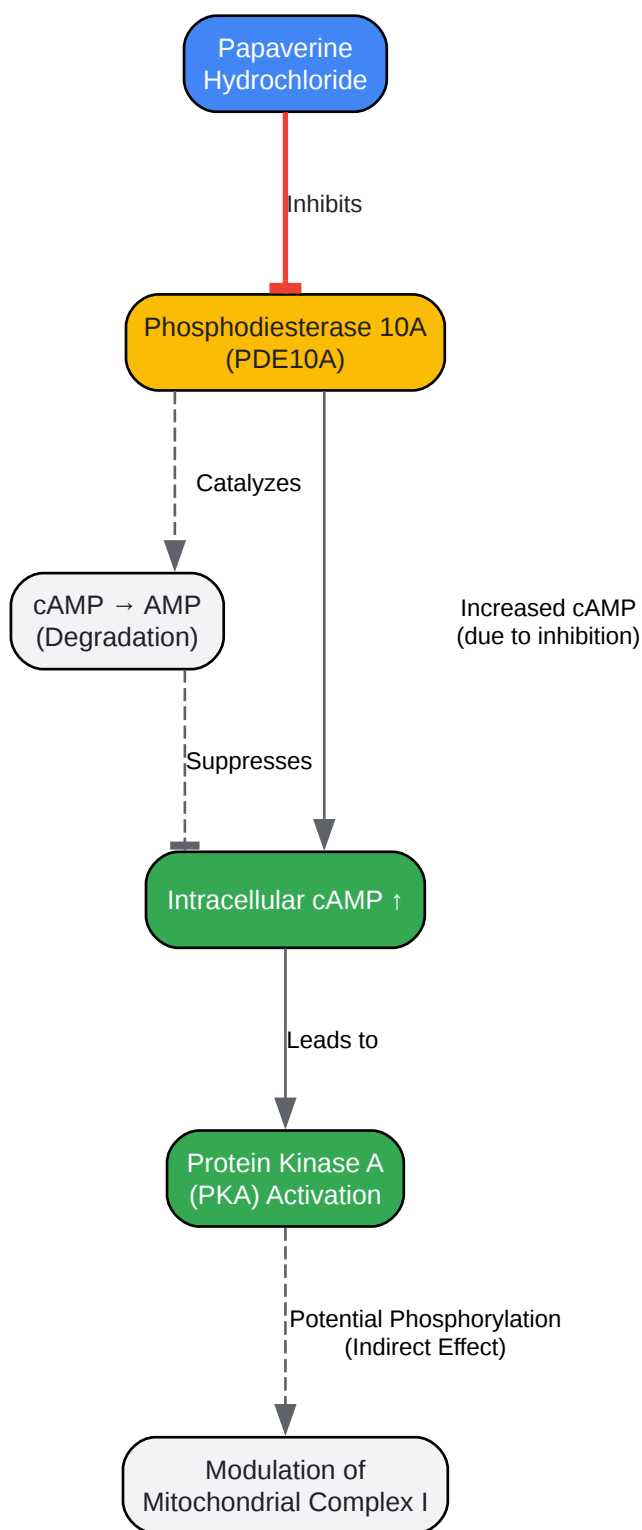 Papaverine
Hydrochloride
Inhibits
Phosphodiesterase 10A
(PDE10A)
Catalyzes
cAMP → AMP
(Degradation)
Increased cAMP
(due to inhibition)
Suppresses
Intracellular cAMP ↑
Leads to
Protein Kinase A
(PKA) Activation
Potential Phosphorylation
(Indirect Effect)
Modulation of
Mitochondrial Complex I